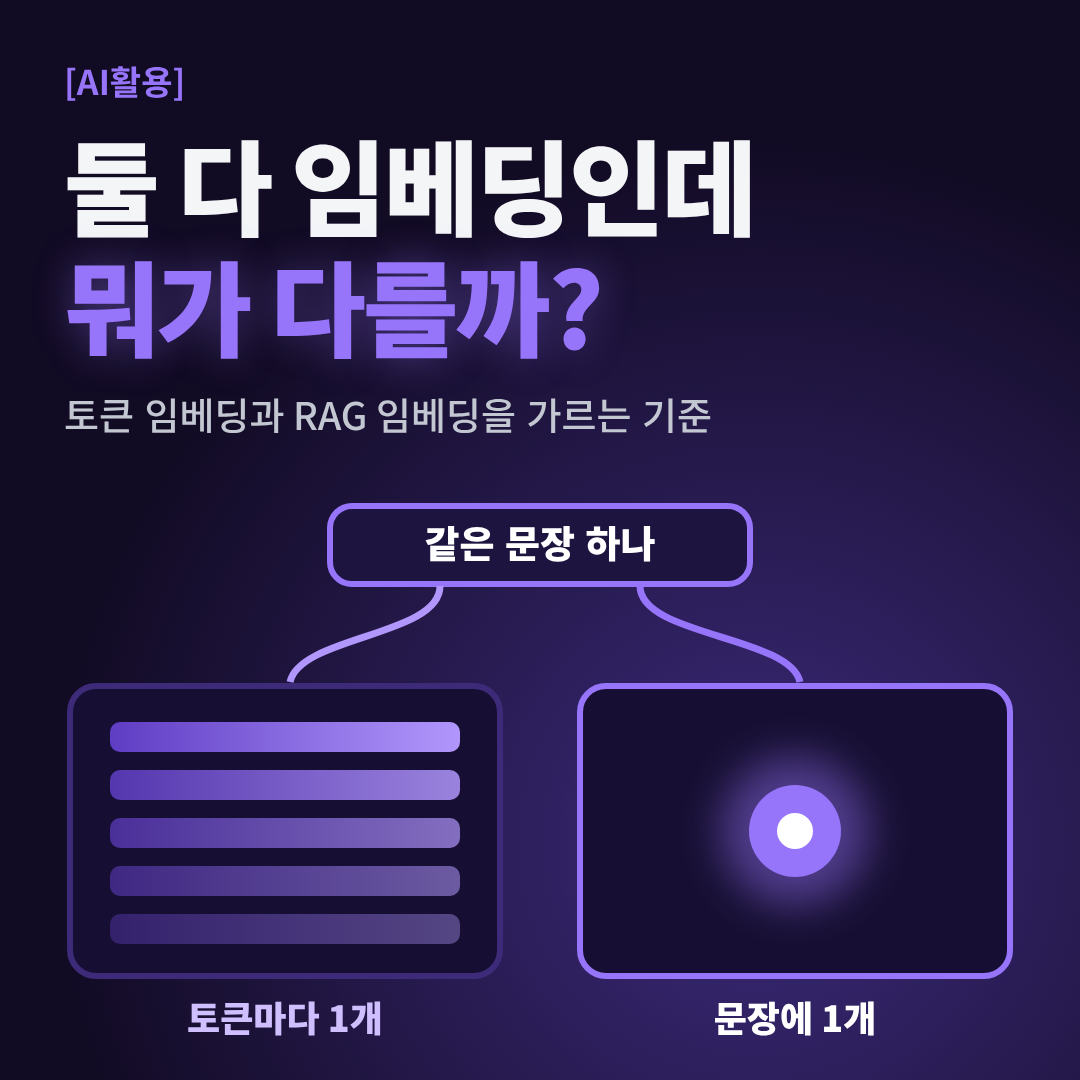 [AI활용]
둘 다 임베딩인데
뭐가 다를까?
토큰 임베딩과 RAG 임베딩을 가르는 기준
같은 문장 하나
토큰마다 1개
문장에 1개